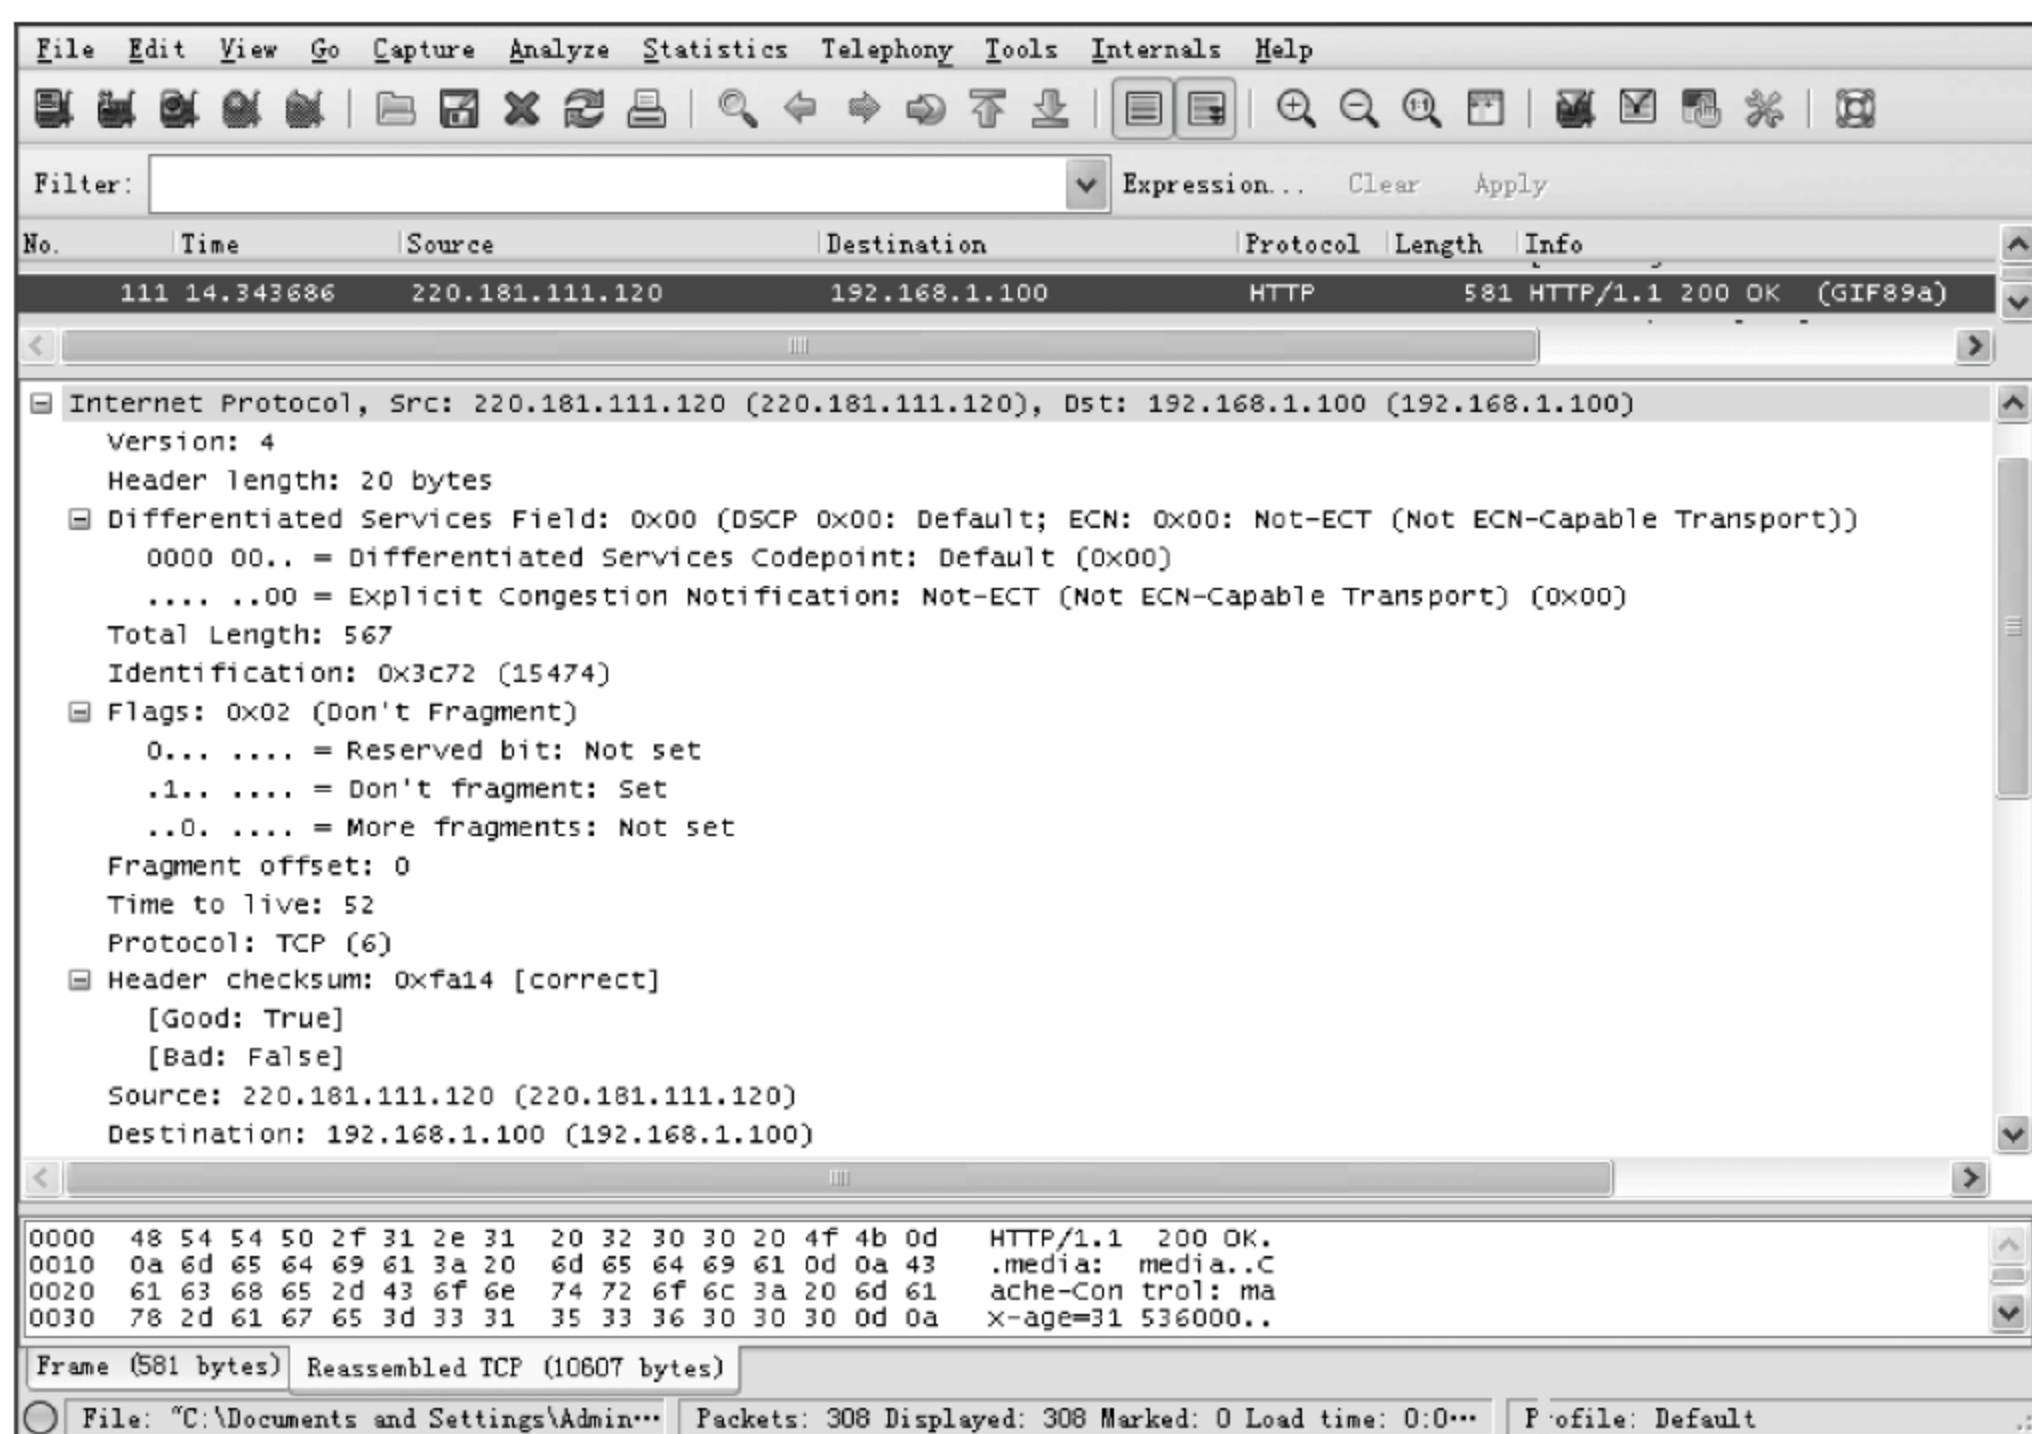 File Edit View Go Capture Analyze Statistics Telephony Tools Internals Help
Filter: Expression... Clear Apply
No. Time Source Destination Protocol Length Info
111 14.343686 220.181.111.120 192.168.1.100 HTTP 581 HTTP/1.1 200 OK (GIF89a)
Internet Protocol, Src: 220.181.111.120 (220.181.111.120), Dst: 192.168.1.100 (192.168.1.100)
Version: 4
Header length: 20 bytes
Differentiated Services Field: 0x00 (DSCP 0x00: Default; ECN: 0x00: Not-ECT (Not ECN-Capable Transport))
0000 00.. = Differentiated Services Codepoint: Default (0x00)
.... ..00 = Explicit Congestion Notification: Not-ECT (Not ECN-Capable Transport) (0x00)
Total Length: 567
Identification: 0x3c72 (15474)
Flags: 0x02 (Don't Fragment)
0... .... = Reserved bit: Not set
.1.. .... = Don't fragment: Set
..0. .... = More fragments: Not set
Fragment offset: 0
Time to live: 52
Protocol: TCP (6)
Header checksum: 0xfa14 [correct]
[Good: True]
[Bad: False]
Source: 220.181.111.120 (220.181.111.120)
Destination: 192.168.1.100 (192.168.1.100)
0000 48 54 54 50 2f 31 2e 31 20 32 30 30 20 4f 4b 0d HTTP/1.1 200 OK.
0010 0a 6d 65 64 69 61 3a 20 6d 65 64 69 61 0d 0a 43 .media: media..C
0020 61 63 68 65 2d 43 6f 6e 74 72 6f 6c 3a 20 6d 61 ache-Con trol: ma
0030 78 2d 61 67 65 3d 33 31 35 33 36 30 30 30 0d 0a x-age=31 536000..
Frame (581 bytes) Reassembled TCP (10607 bytes)
File: "C:\Documents and Settings\Admin··· Packets: 308 Displayed: 308 Marked: 0 Load time: 0:0··· P ofile: Default